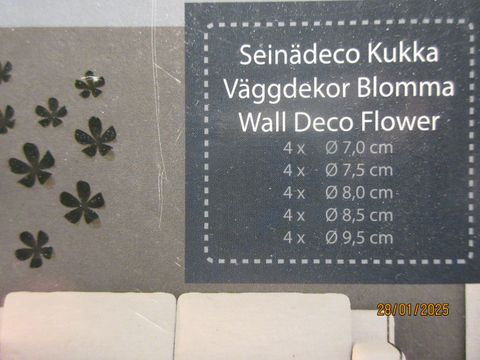 Seinädeco Kukka
Väggdekor Blomma
Wall Deco Flower
4 x Ø 7,0 cm
4 x Ø 7,5 cm
4 x Ø 8,0 cm
4 x Ø 8,5 cm
4 x Ø 9,5 cm
28/01/2025